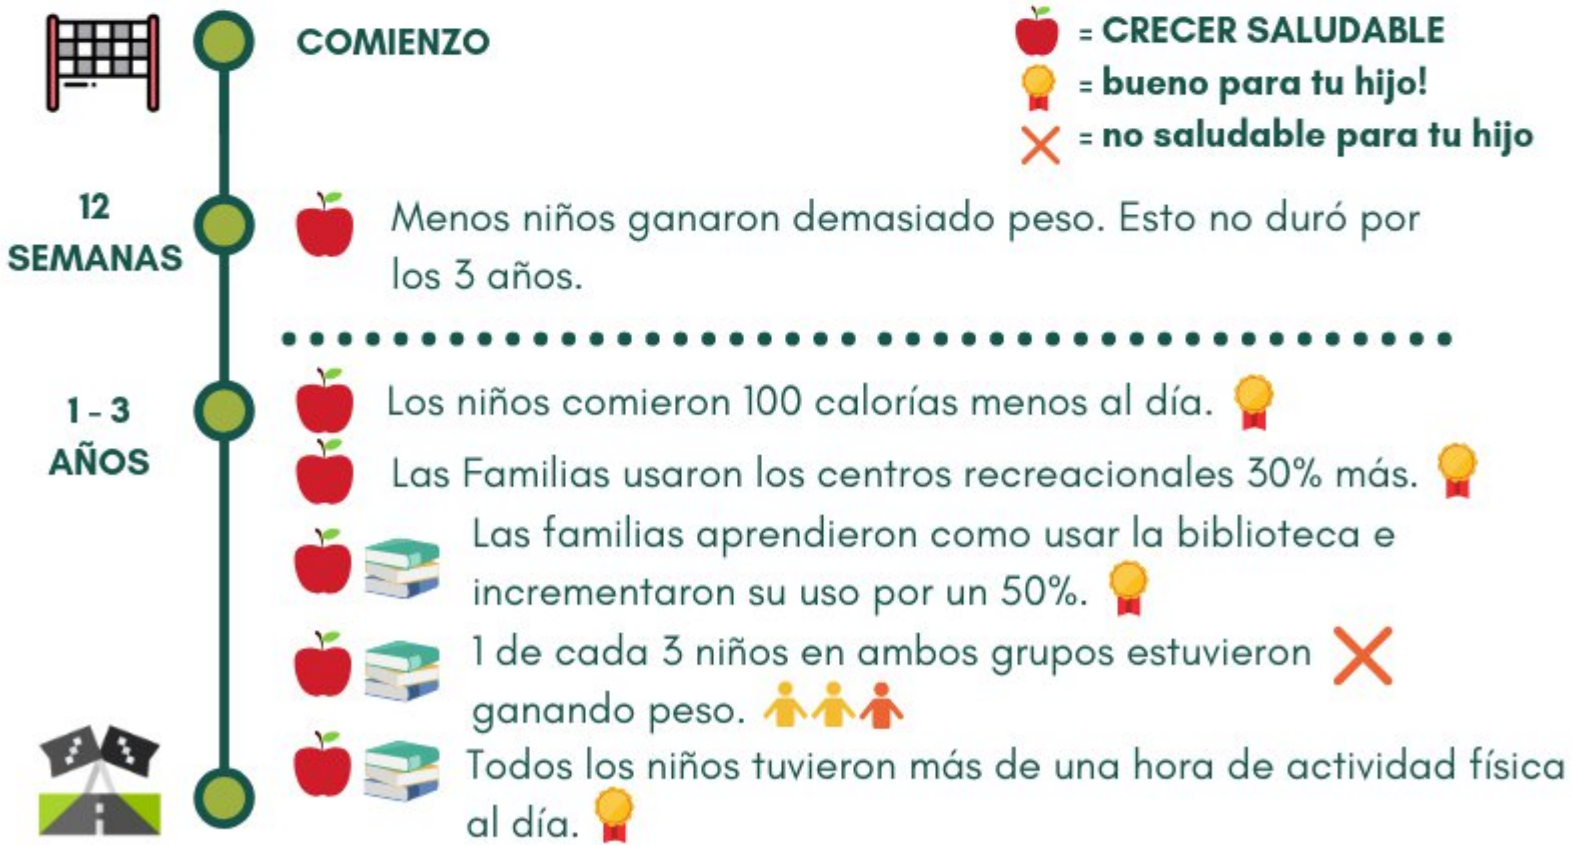 COMIENZO
= CRECER SALUDABLE
= bueno para tu hijo!
= no saludable para tu hijo
12
SEMANAS
Menos niños ganaron demasiado peso. Esto no duró por
los 3 años.
1 - 3
AÑOS
Los niños comieron 100 calorías menos al día.
Las Familias usaron los centros recreacionales 30% más.
Las familias aprendieron como usar la biblioteca e
incrementaron su uso por un 50%.
1 de cada 3 niños en ambos grupos estuvieron
ganando peso.
Todos los niños tuvieron más de una hora de actividad física
al día.